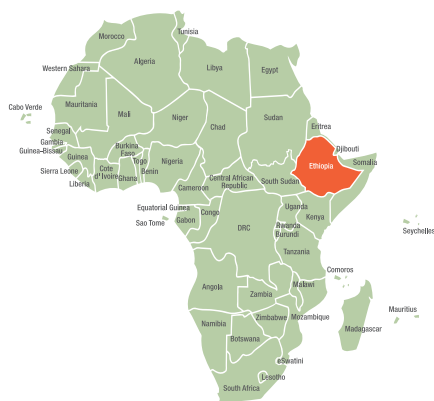 Tunisia
Morocco
Algeria
Libya
Egypt
Western Sahara
Cabo Verde
Mauritania
Mali
Niger
Chad
Sudan
Eritrea
Senegal
Gambia
Guinea-Bissau
Guinea
Sierra Leone
Liberia
Cote
d'Ivoire
Burkina
Faso
Ghana
Togo
Benin
Nigeria
Djibouti
Somalia
Ethiopia
Cameroon
Central African
Republic
South Sudan
Equatorial Guinea
Sao Tome
Gabon
Congo
DRC
Uganda
Kenya
Rwanda
Burundi
Tanzania
Seychelles
Comoros
Angola
Zambia
Malawi
Mozambique
Mauritius
Madagascar
Namibia
Zimbabwe
Botswana
eSwatini
Lesotho
South Africa